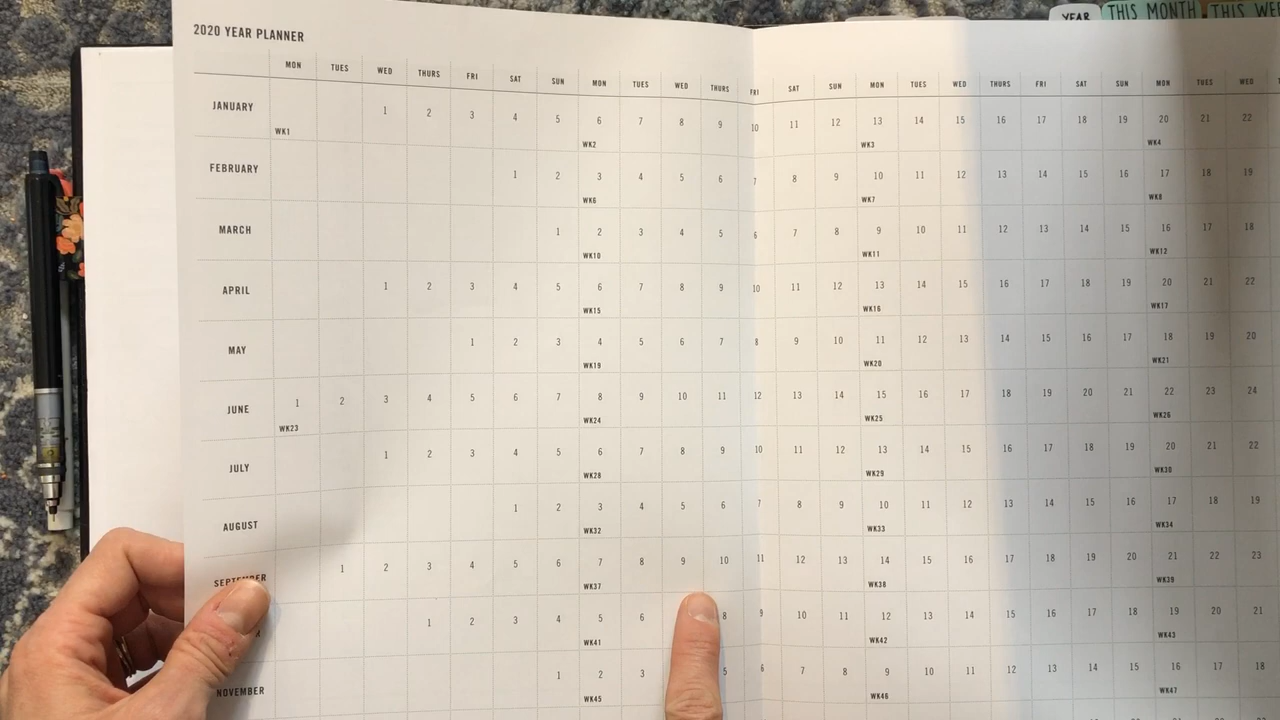 YEAR THIS MONTH THIS WEE
2020 YEAR PLANNER
MON TUES WED THURS FRI SAT SUN MON TUES WED THURS FRI SAT SUN MON TUES WED THURS FRI SAT SUN MON TUES WED
JANUARY 1 2 3 4 5 6 7 8 9 10 11 12 13 14 15 16 17 18 19 20 21 22
WK1 WK2 WK3 WK4
FEBRUARY 1 2 3 4 5 6 7 8 9 10 11 12 13 14 15 16 17 18 19
WK6 WK7 WK8
MARCH 1 2 3 4 5 6 7 8 9 10 11 12 13 14 15 16 17 18
WK10 WK11 WK12
APRIL 1 2 3 4 5 6 7 8 9 10 11 12 13 14 15 16 17 18 19 20 21 22
WK15 WK16 WK17
MAY 1 2 3 4 5 6 7 8 9 10 11 12 13 14 15 16 17 18 19 20
WK19 WK20 WK21
JUNE 1 2 3 4 5 6 7 8 9 10 11 12 13 14 15 16 17 18 19 20 21 22 23 24
WK23 WK24 WK25 WK26
JULY 1 2 3 4 5 6 7 8 9 10 11 12 13 14 15 16 17 18 19 20 21 22
WK28 WK29 WK30
AUGUST 1 2 3 4 5 6 7 8 9 10 11 12 13 14 15 16 17 18 19
WK32 WK33 WK34
SEPTEMBER 1 2 3 4 5 6 7 8 9 10 11 12 13 14 15 16 17 18 19 20 21 22 23
WK37 WK38 WK39
1 2 3 4 5 6 8 9 10 11 12 13 14 15 16 17 18 19 20 21
WK41 WK42 WK43
NOVEMBER 1 2 3 5 6 7 8 9 10 11 12 13 14 15 16 17 18
WK45 WK46 WK47